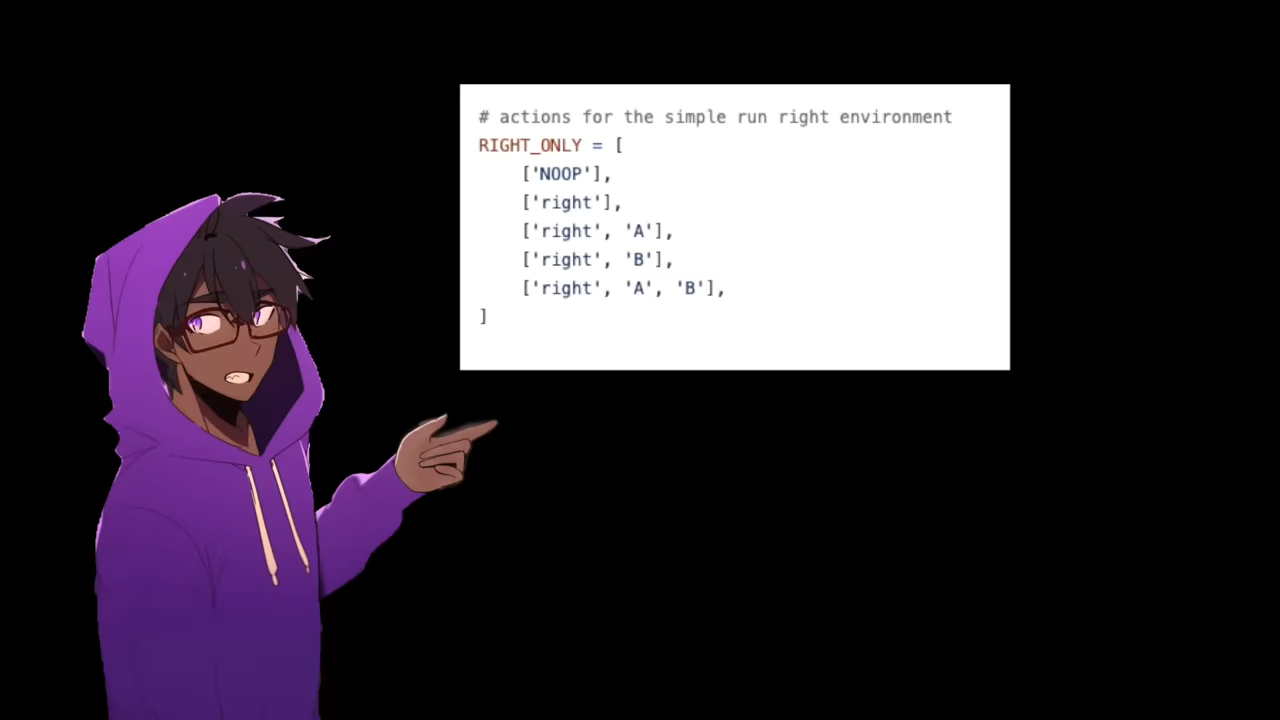 # actions for the simple run right environment
RIGHT_ONLY = [
    ['NOOP'],
    ['right'],
    ['right', 'A'],
    ['right', 'B'],
    ['right', 'A', 'B'],
]